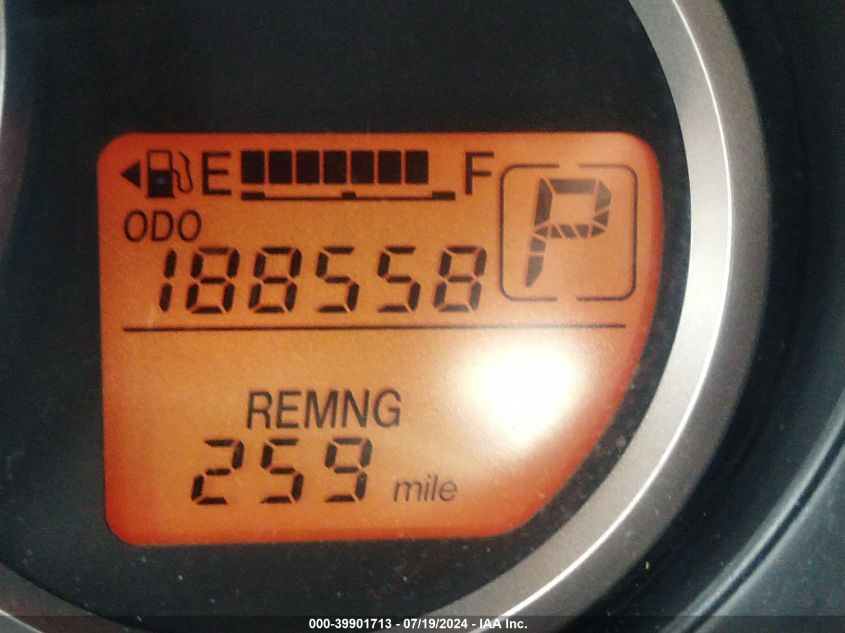 E F
P
ODO
188558
REMNG
259 mile
000-39901713 - 07/19/2024 - IAA Inc.